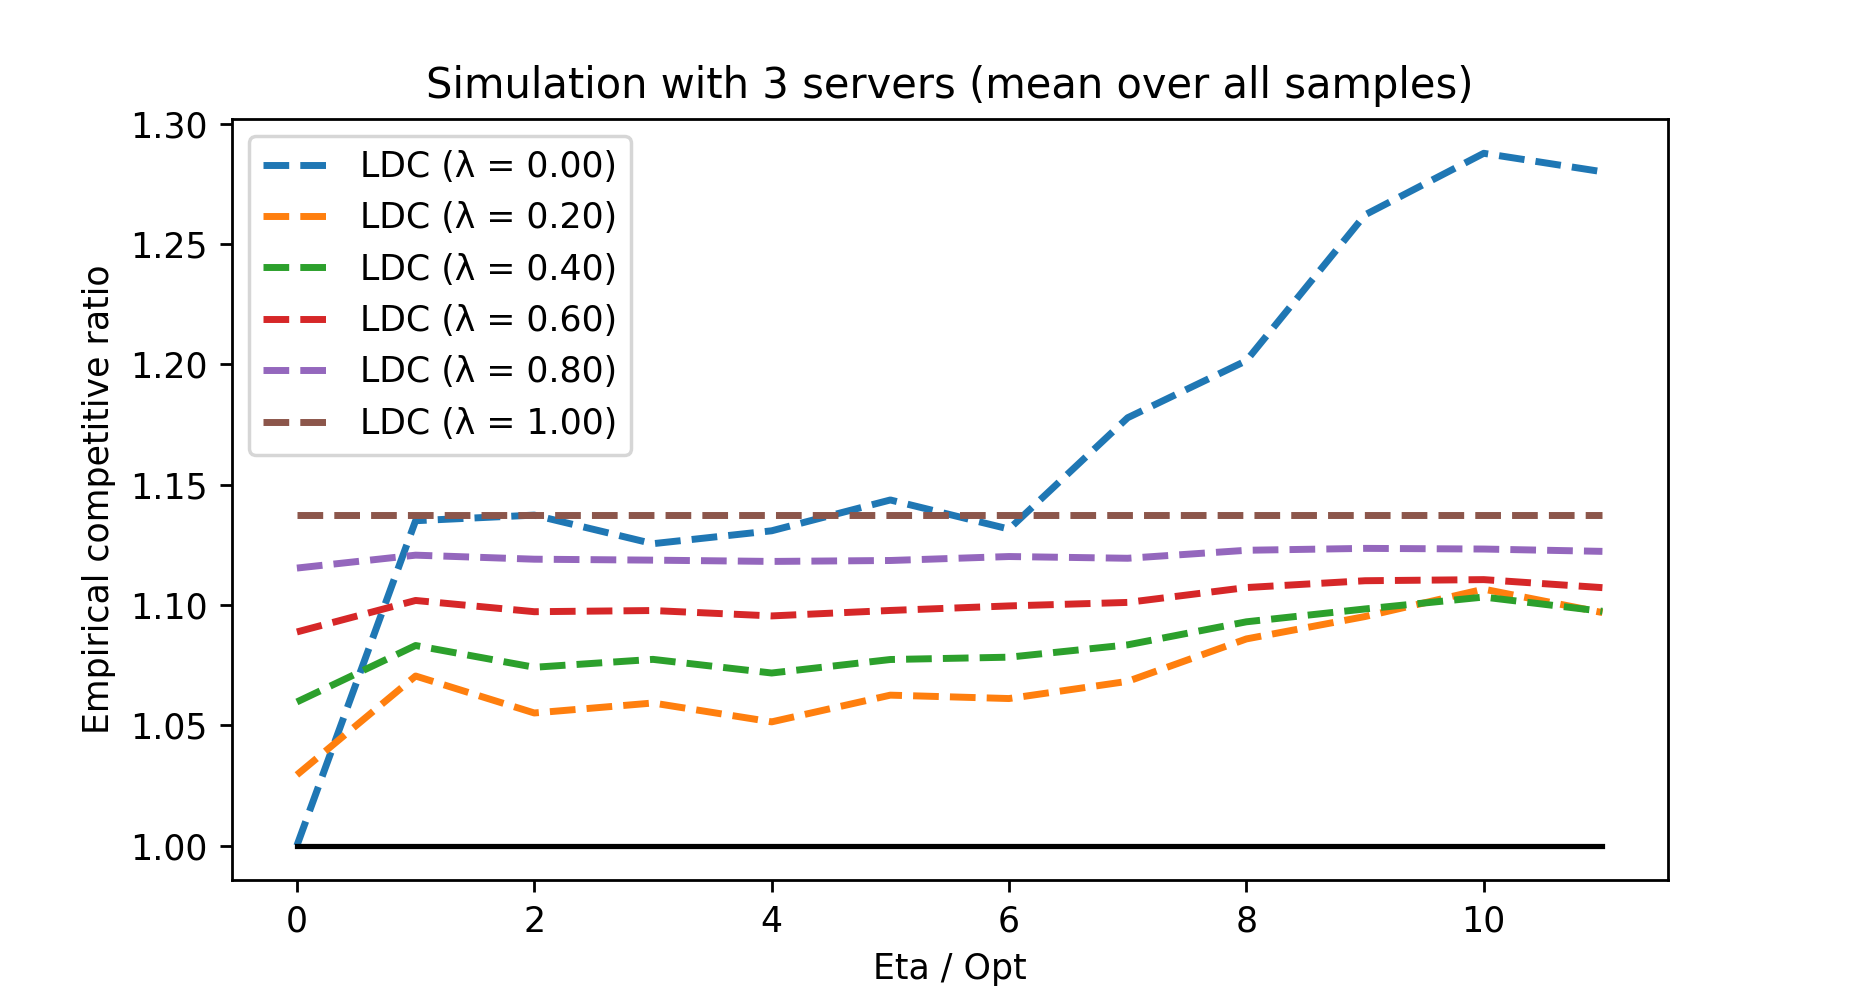 Simulation with 3 servers (mean over all samples)
1.30
1.25
1.20
1.15
1.10
1.05
1.00
Empirical competitive ratio
LDC (λ = 0.00)
LDC (λ = 0.20)
LDC (λ = 0.40)
LDC (λ = 0.60)
LDC (λ = 0.80)
LDC (λ = 1.00)
0 2 4 6 8 10
Eta / Opt